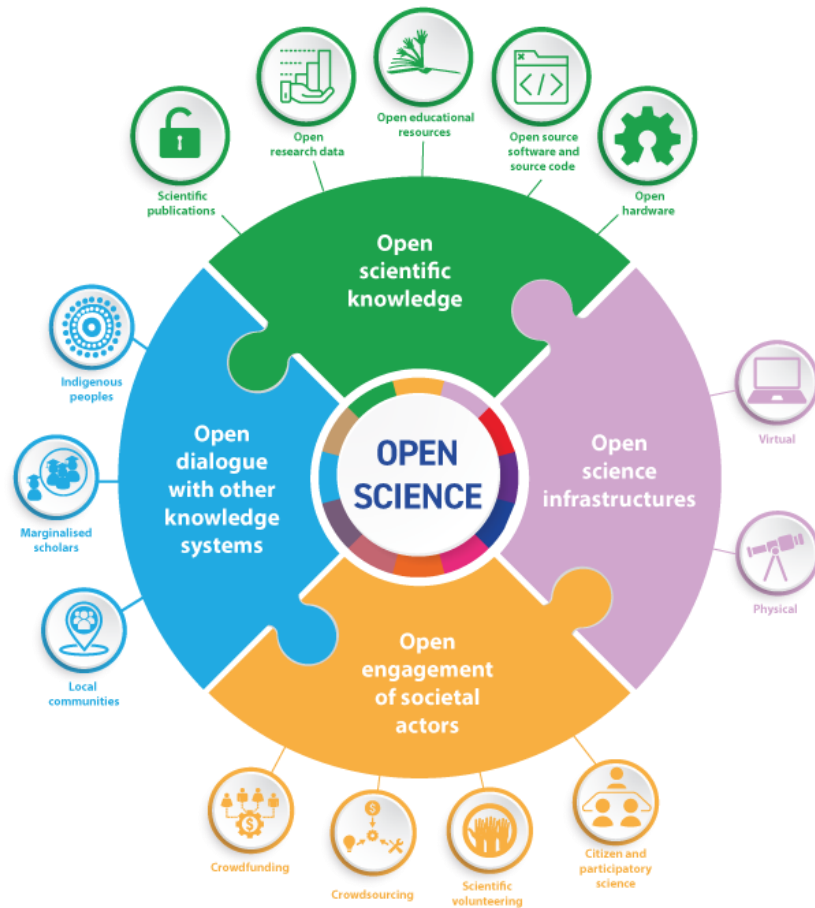 Open educational
resources
Open
research data
Open source
software and
source code
Scientific
publications
Open
hardware
Open
scientific
knowledge
Indigenous
peoples
Marginalised
scholars
Local
communities
Open
dialogue
with other
knowledge
systems
OPEN
SCIENCE
Open
science
infrastructures
Virtual
Physical
Open
engagement
of societal
actors
Crowdfunding
Crowdsourcing
Scientific
volunteering
Citizen and
participatory
science